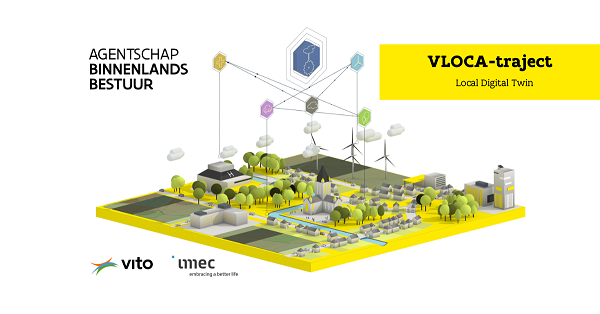 AGENTSCHAP
BINNENLANDS
BESTUUR
VLOCA-traject
Local Digital Twin
H
vito
imec
embracing a better life